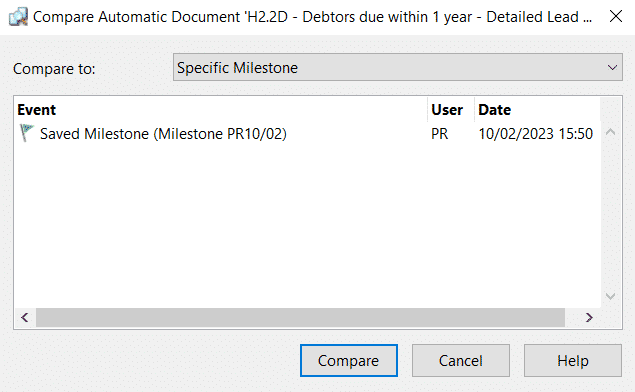 Compare Automatic Document 'H2.2D - Debtors due within 1 year - Detailed Lead ...
Compare to: Specific Milestone
Event User Date
Saved Milestone (Milestone PR10/02) PR 10/02/2023 15:50
Compare Cancel Help